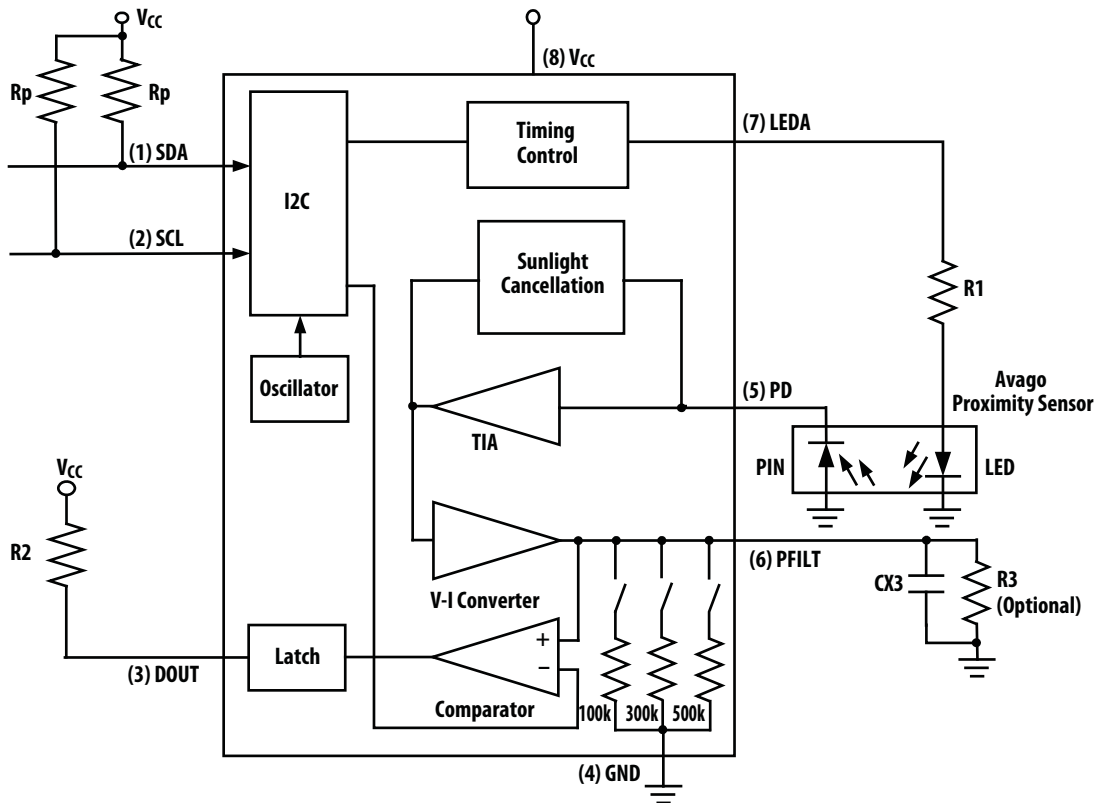 VCC
(8) VCC
Rp
Rp
(7) LEDA
Timing
Control
(1) SDA
I2C
(2) SCL
Sunlight
Cancellation
R1
Oscillator
(5) PD
Avago
Proximity Sensor
TIA
PIN
LED
VCC
R2
(6) PFILT
CX3
R3
(Optional)
V-I Converter
+
−
Latch
(3) DOUT
Comparator
100k
300k
500k
(4) GND